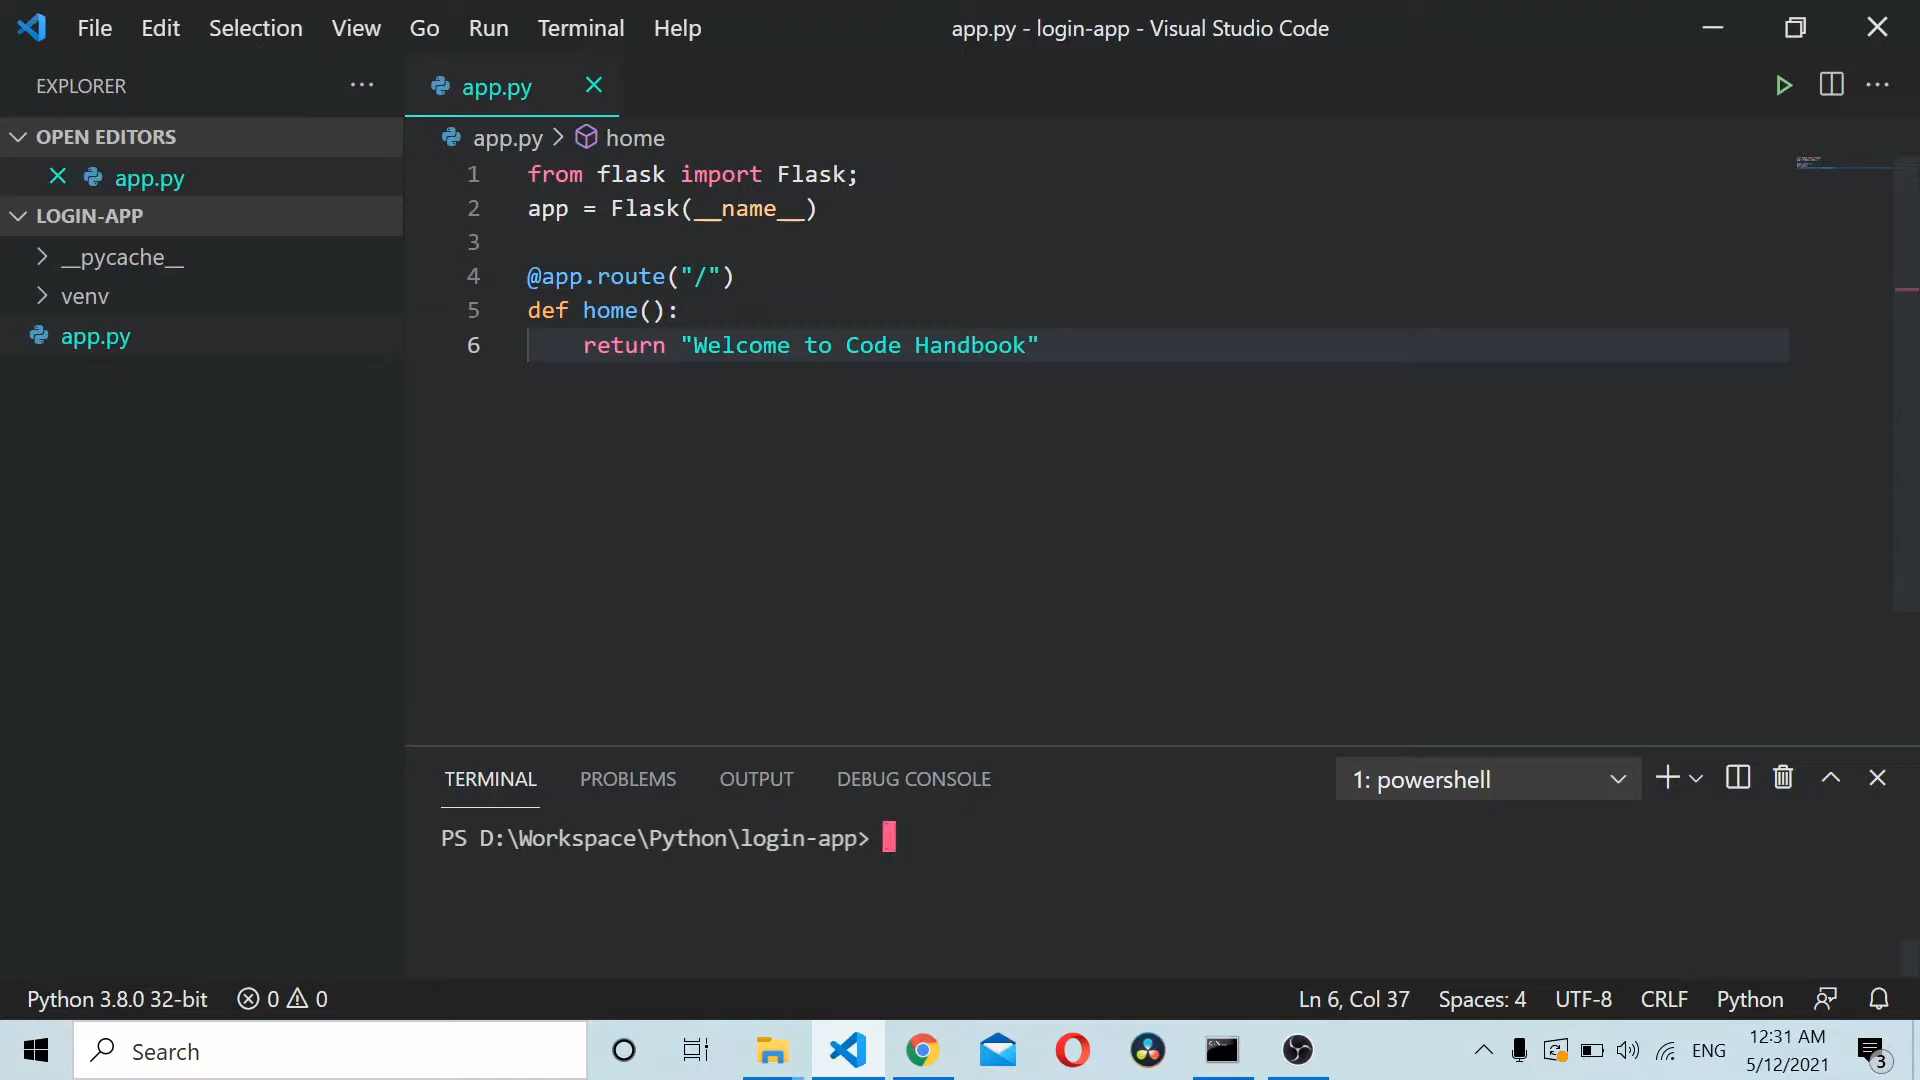 File Edit Selection View Go Run Terminal Help
app.py - login-app - Visual Studio Code
EXPLORER
app.py
OPEN EDITORS
app.py
LOGIN-APP
__pycache__
venv
app.py
app.py > home
1 from flask import Flask;
2 app = Flask(__name__)
3
4 @app.route("/")
5 def home():
6 return "Welcome to Code Handbook"
TERMINAL PROBLEMS OUTPUT DEBUG CONSOLE
1: powershell
PS D:\Workspace\Python\login-app>
Python 3.8.0 32-bit 0 0
Ln 6, Col 37 Spaces: 4 UTF-8 CRLF Python
Search
ENG
12:31 AM
5/12/2021
3